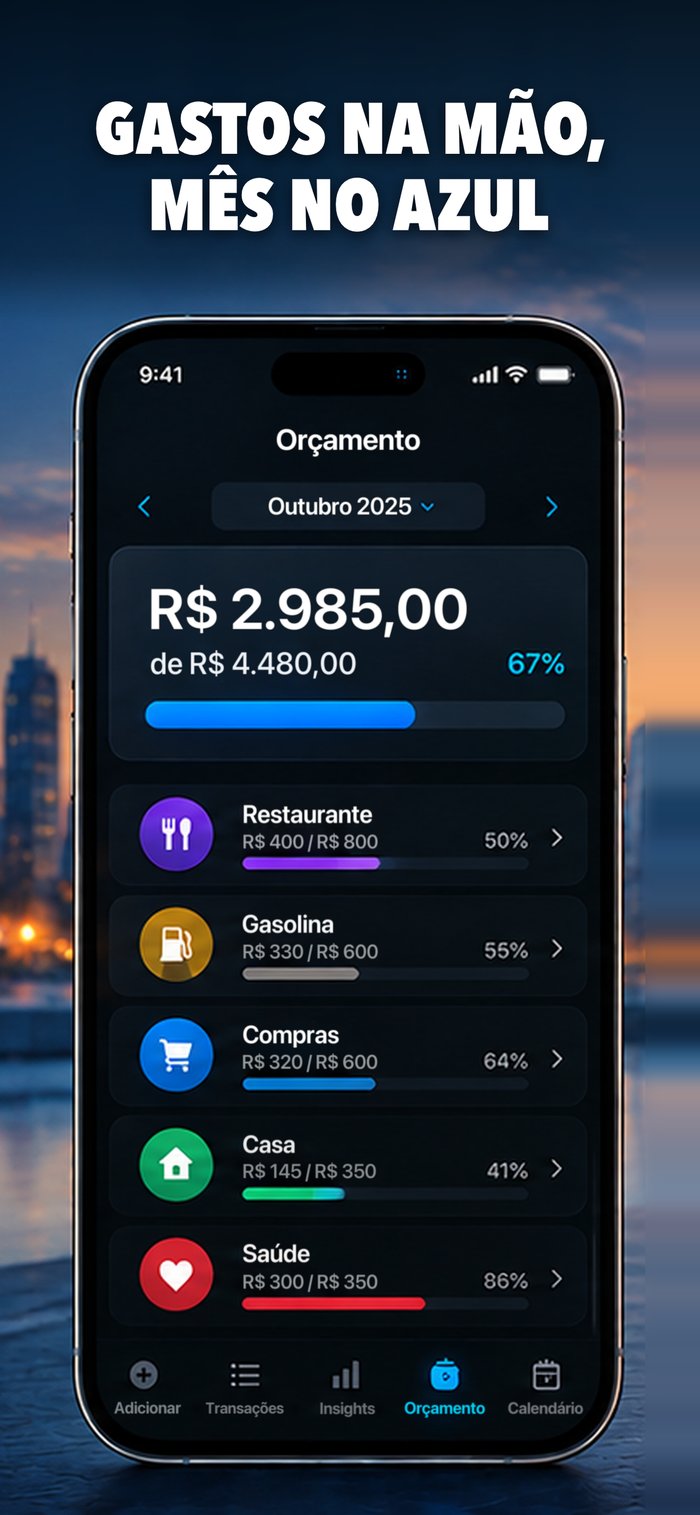 GASTOS NA MÃO,
MÊS NO AZUL
9:41
Orçamento
Outubro 2025
R$ 2.985,00
de R$ 4.480,00
67%
Restaurante
R$ 400 / R$ 800
50%
Gasolina
R$ 330 / R$ 600
55%
Compras
R$ 320 / R$ 600
64%
Casa
R$ 145 / R$ 350
41%
Saúde
R$ 300 / R$ 350
86%
Adicionar
Transações
Insights
Orçamento
Calendário